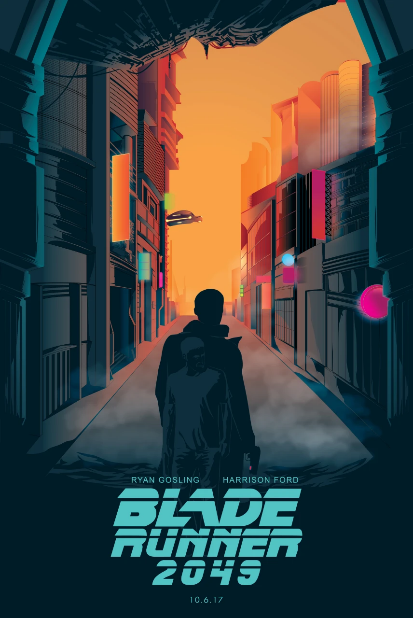 RYAN GOSLING HARRISON FORD
BLADE
RUNNER
2049
10.6.17